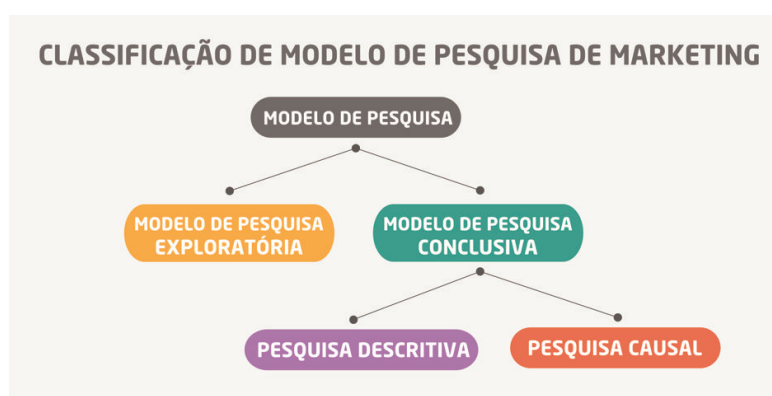 CLASSIFICAÇÃO DE MODELO DE PESQUISA DE MARKETING
MODELO DE PESQUISA
MODELO DE PESQUISA
EXPLORATÓRIA
MODELO DE PESQUISA
CONCLUSIVA
PESQUISA DESCRITIVA
PESQUISA CAUSAL